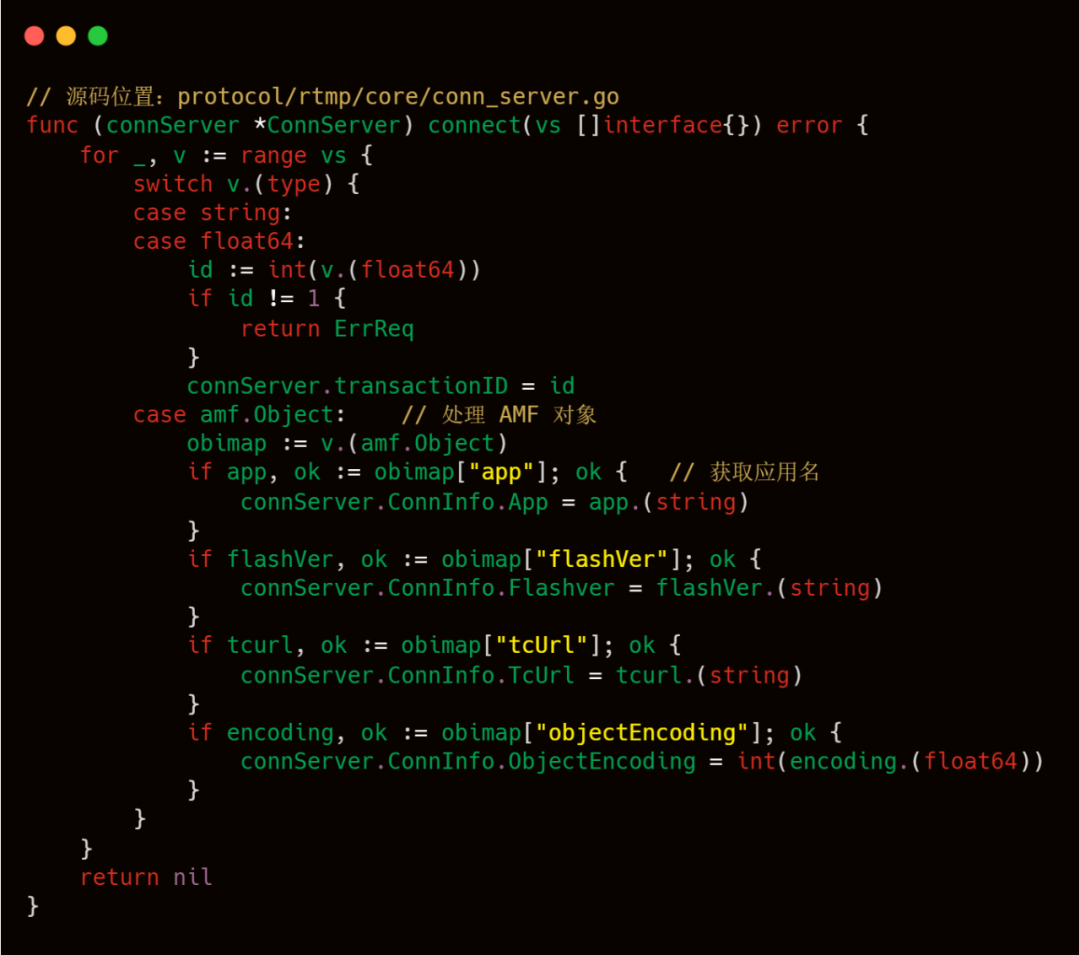 // 源码位置：protocol/rtmp/core/conn_server.go
func (connServer *ConnServer) connect(vs []interface{}) error {
    for _, v := range vs {
        switch v.(type) {
        case string:
        case float64:
            id := int(v.(float64))
            if id != 1 {
                return ErrReq
            }
            connServer.transactionID = id
        case amf.Object:    // 处理 AMF 对象
            obimap := v.(amf.Object)
            if app, ok := obimap["app"]; ok {   // 获取应用名
                connServer.ConnInfo.App = app.(string)
            }
            if flashVer, ok := obimap["flashVer"]; ok {
                connServer.ConnInfo.Flashver = flashVer.(string)
            }
            if tcurl, ok := obimap["tcUrl"]; ok {
                connServer.ConnInfo.TcUrl = tcurl.(string)
            }
            if encoding, ok := obimap["objectEncoding"]; ok {
                connServer.ConnInfo.ObjectEncoding = int(encoding.(float64))
            }
        }
    }
    return nil
}